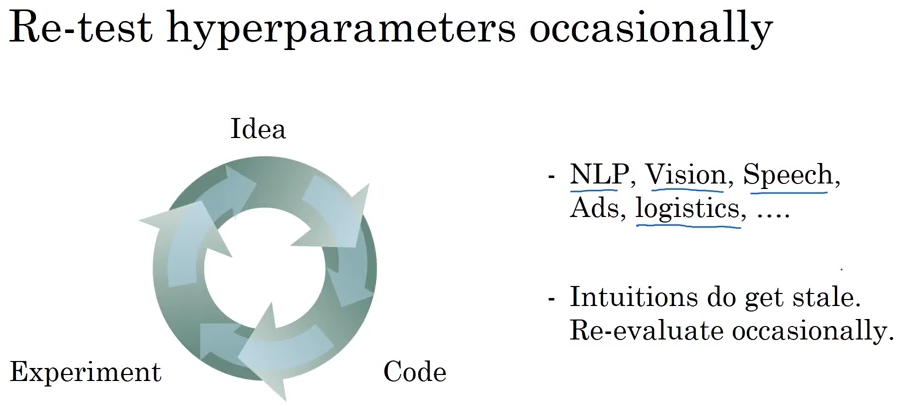 Re-test hyperparameters occasionally
Idea
Experiment
Code
- NLP, Vision, Speech,
Ads, logistics, ....
- Intuitions do get stale.
Re-evaluate occasionally.